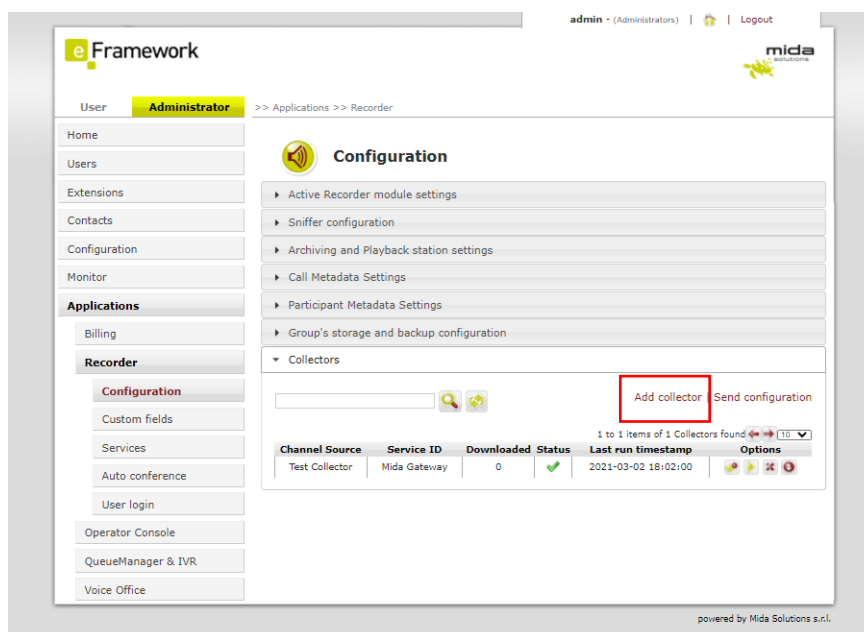 admin - (Administrators) | | Logout
e Framework
mida
solutions
User Administrator >> Applications >> Recorder
Home
Users
Extensions
Contacts
Configuration
Monitor
Applications
Billing
Recorder
Configuration
Custom fields
Services
Auto conference
User login
Operator Console
QueueManager & IVR
Voice Office
Configuration
Active Recorder module settings
Sniffer configuration
Archiving and Playback station settings
Call Metadata Settings
Participant Metadata Settings
Group's storage and backup configuration
Collectors
Add collector | Send configuration
1 to 1 items of 1 Collectors found 10
Channel Source Service ID Downloaded Status Last run timestamp Options
Test Collector Mida Gateway 0 2021-03-02 18:02:00
powered by Mida Solutions s.r.l.